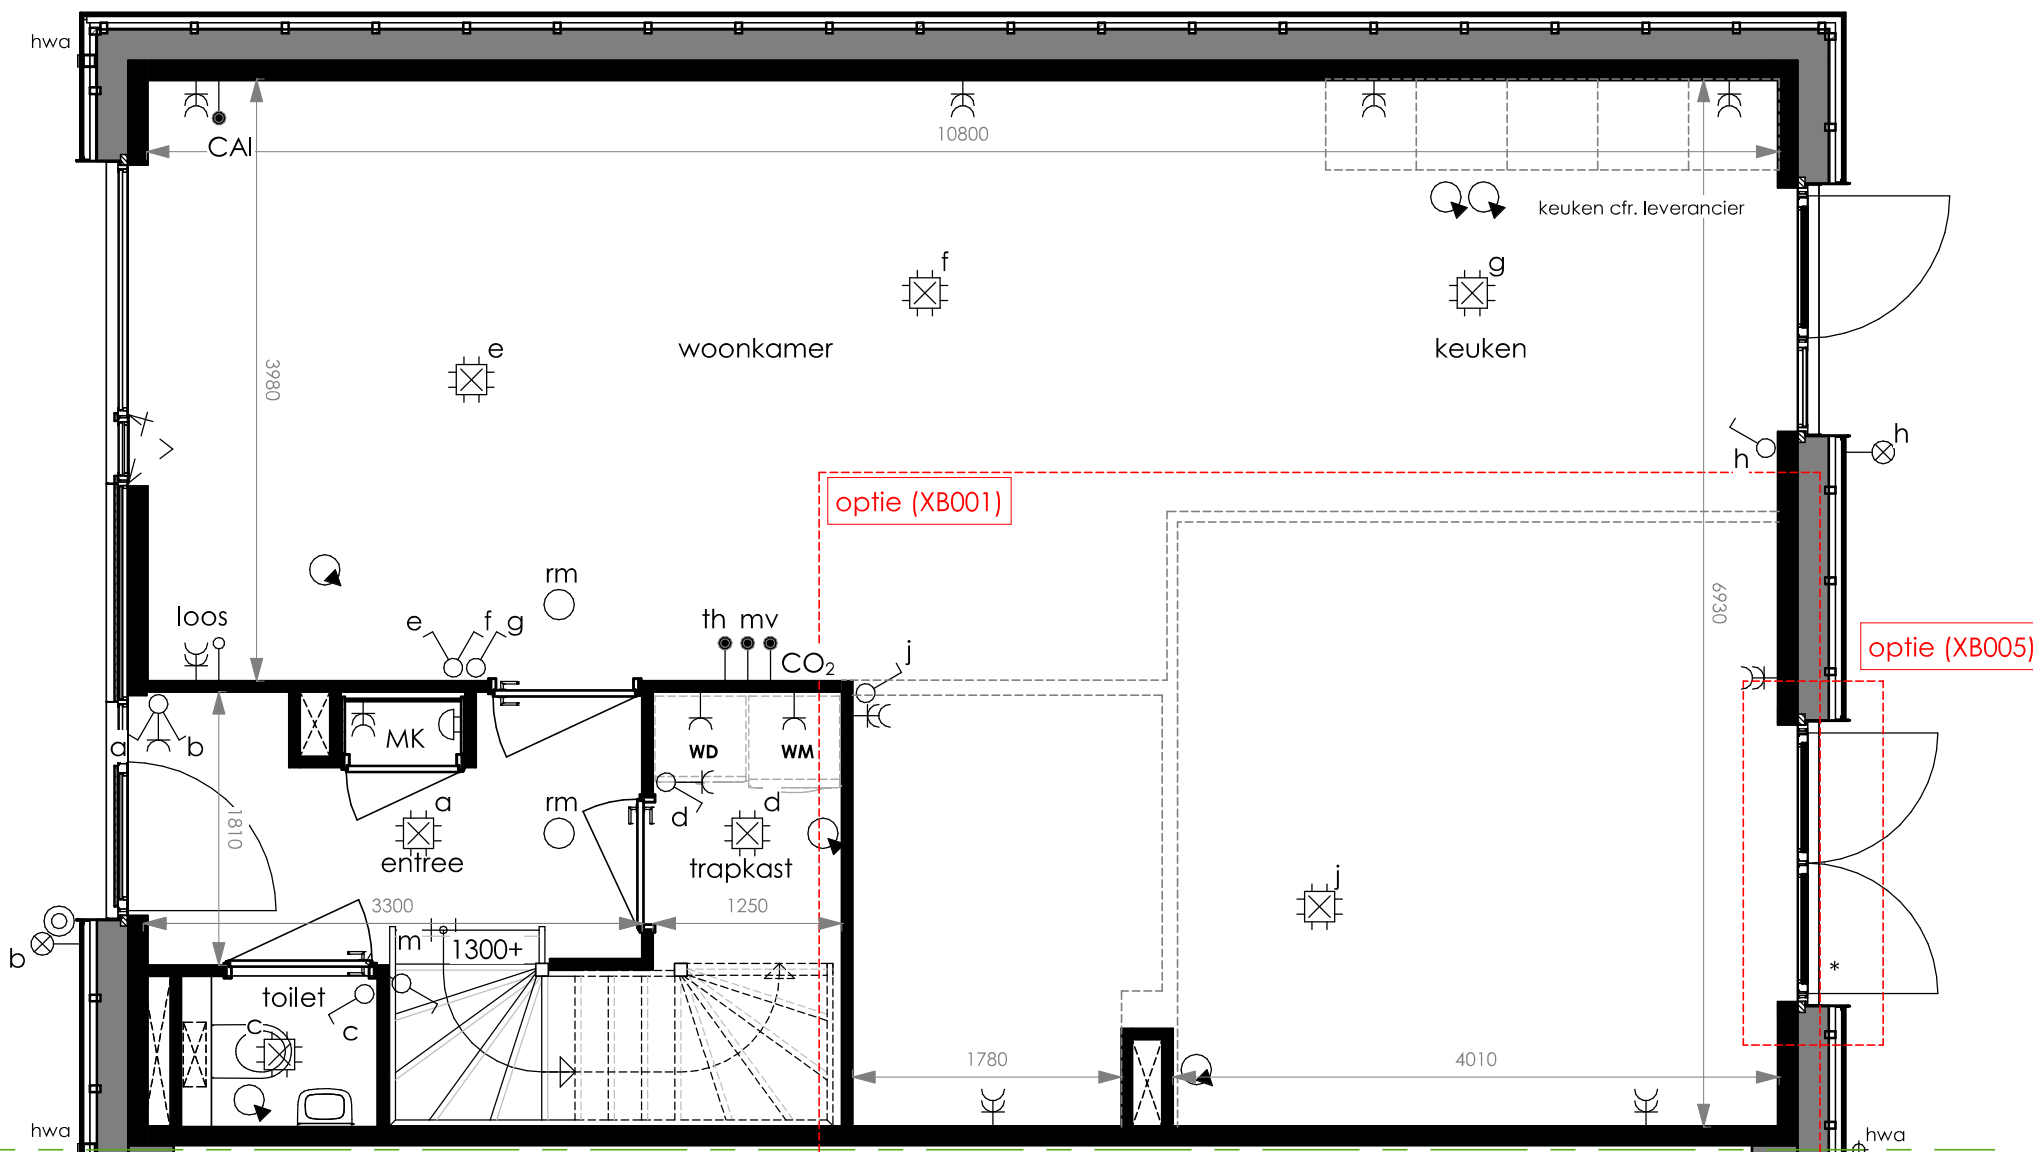 hwa
CAI
10800
keuken cfr. leverancier
f
g
e
woonkamer
keuken
3980
h
h
optie (XB001)
rm
6930
loos
e
f
g
th
mv
CO2
j
optie (XB005)
a
b
MK
WD
WM
a
rm
d
d
1810
entree
trapkast
j
3300
1250
m
1300+
b
*
toilet
c
c
1780
4010
hwa
hwa